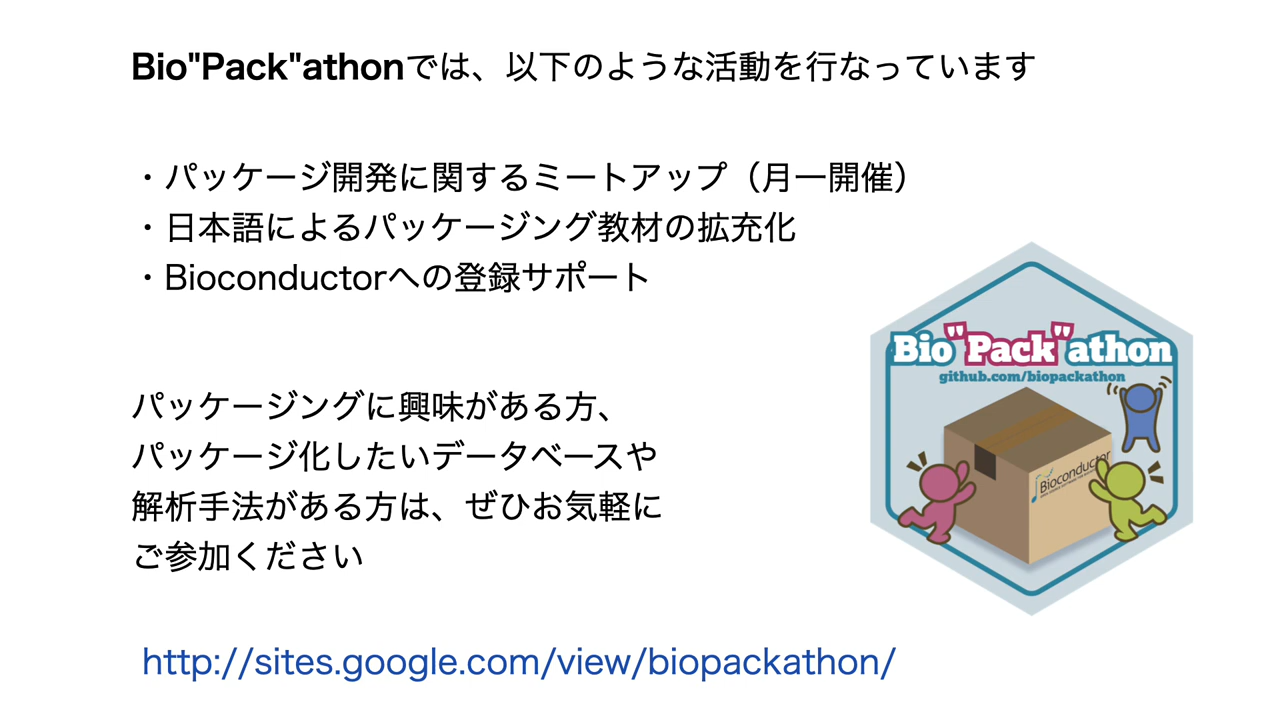 Bio"Pack"athonでは、以下のような活動を行なっています
・パッケージ開発に関するミートアップ（月一開催）
・日本語によるパッケージング教材の拡充化
・Bioconductorへの登録サポート
パッケージングに興味がある方、
パッケージ化したいデータベースや
解析手法がある方は、ぜひお気軽に
ご参加ください
http://sites.google.com/view/biopackathon/
Bio"Pack"athon
github.com/biopackathon
Bioconductor